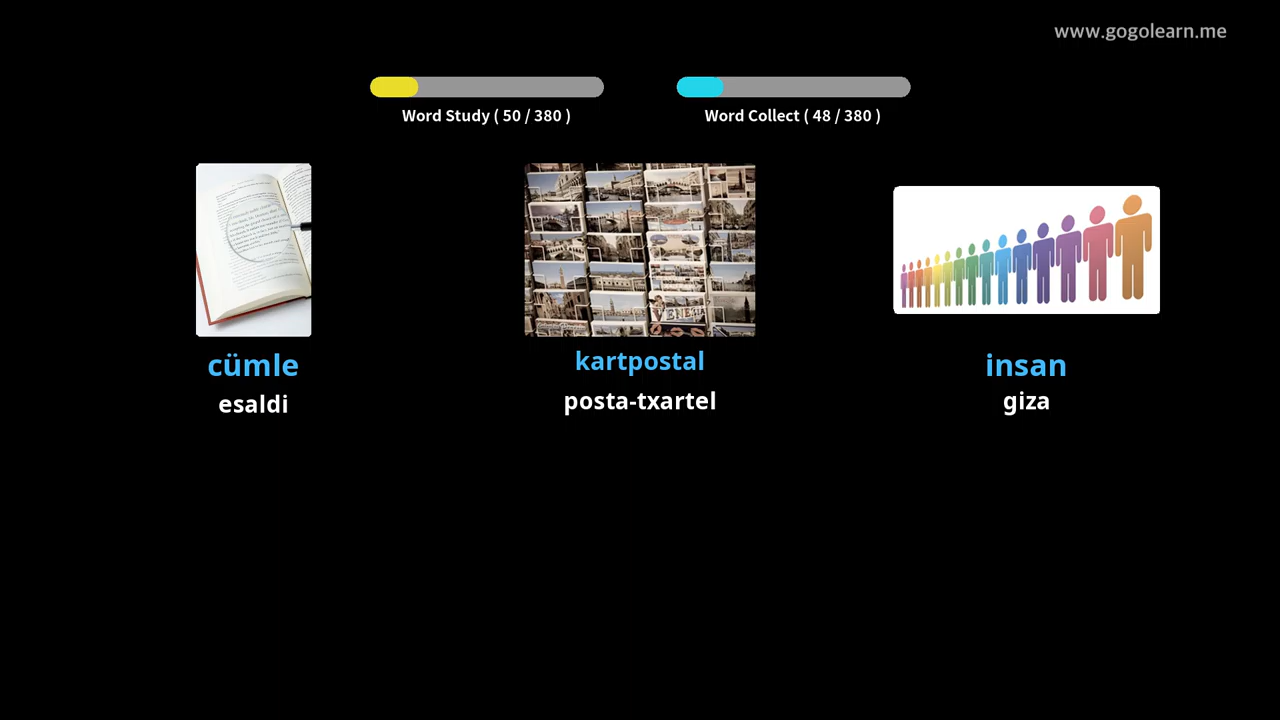 www.gogolearn.me
Word Study ( 50 / 380 )
Word Collect ( 48 / 380 )
cümle
esaldi
kartpostal
posta-txartel
insan
giza